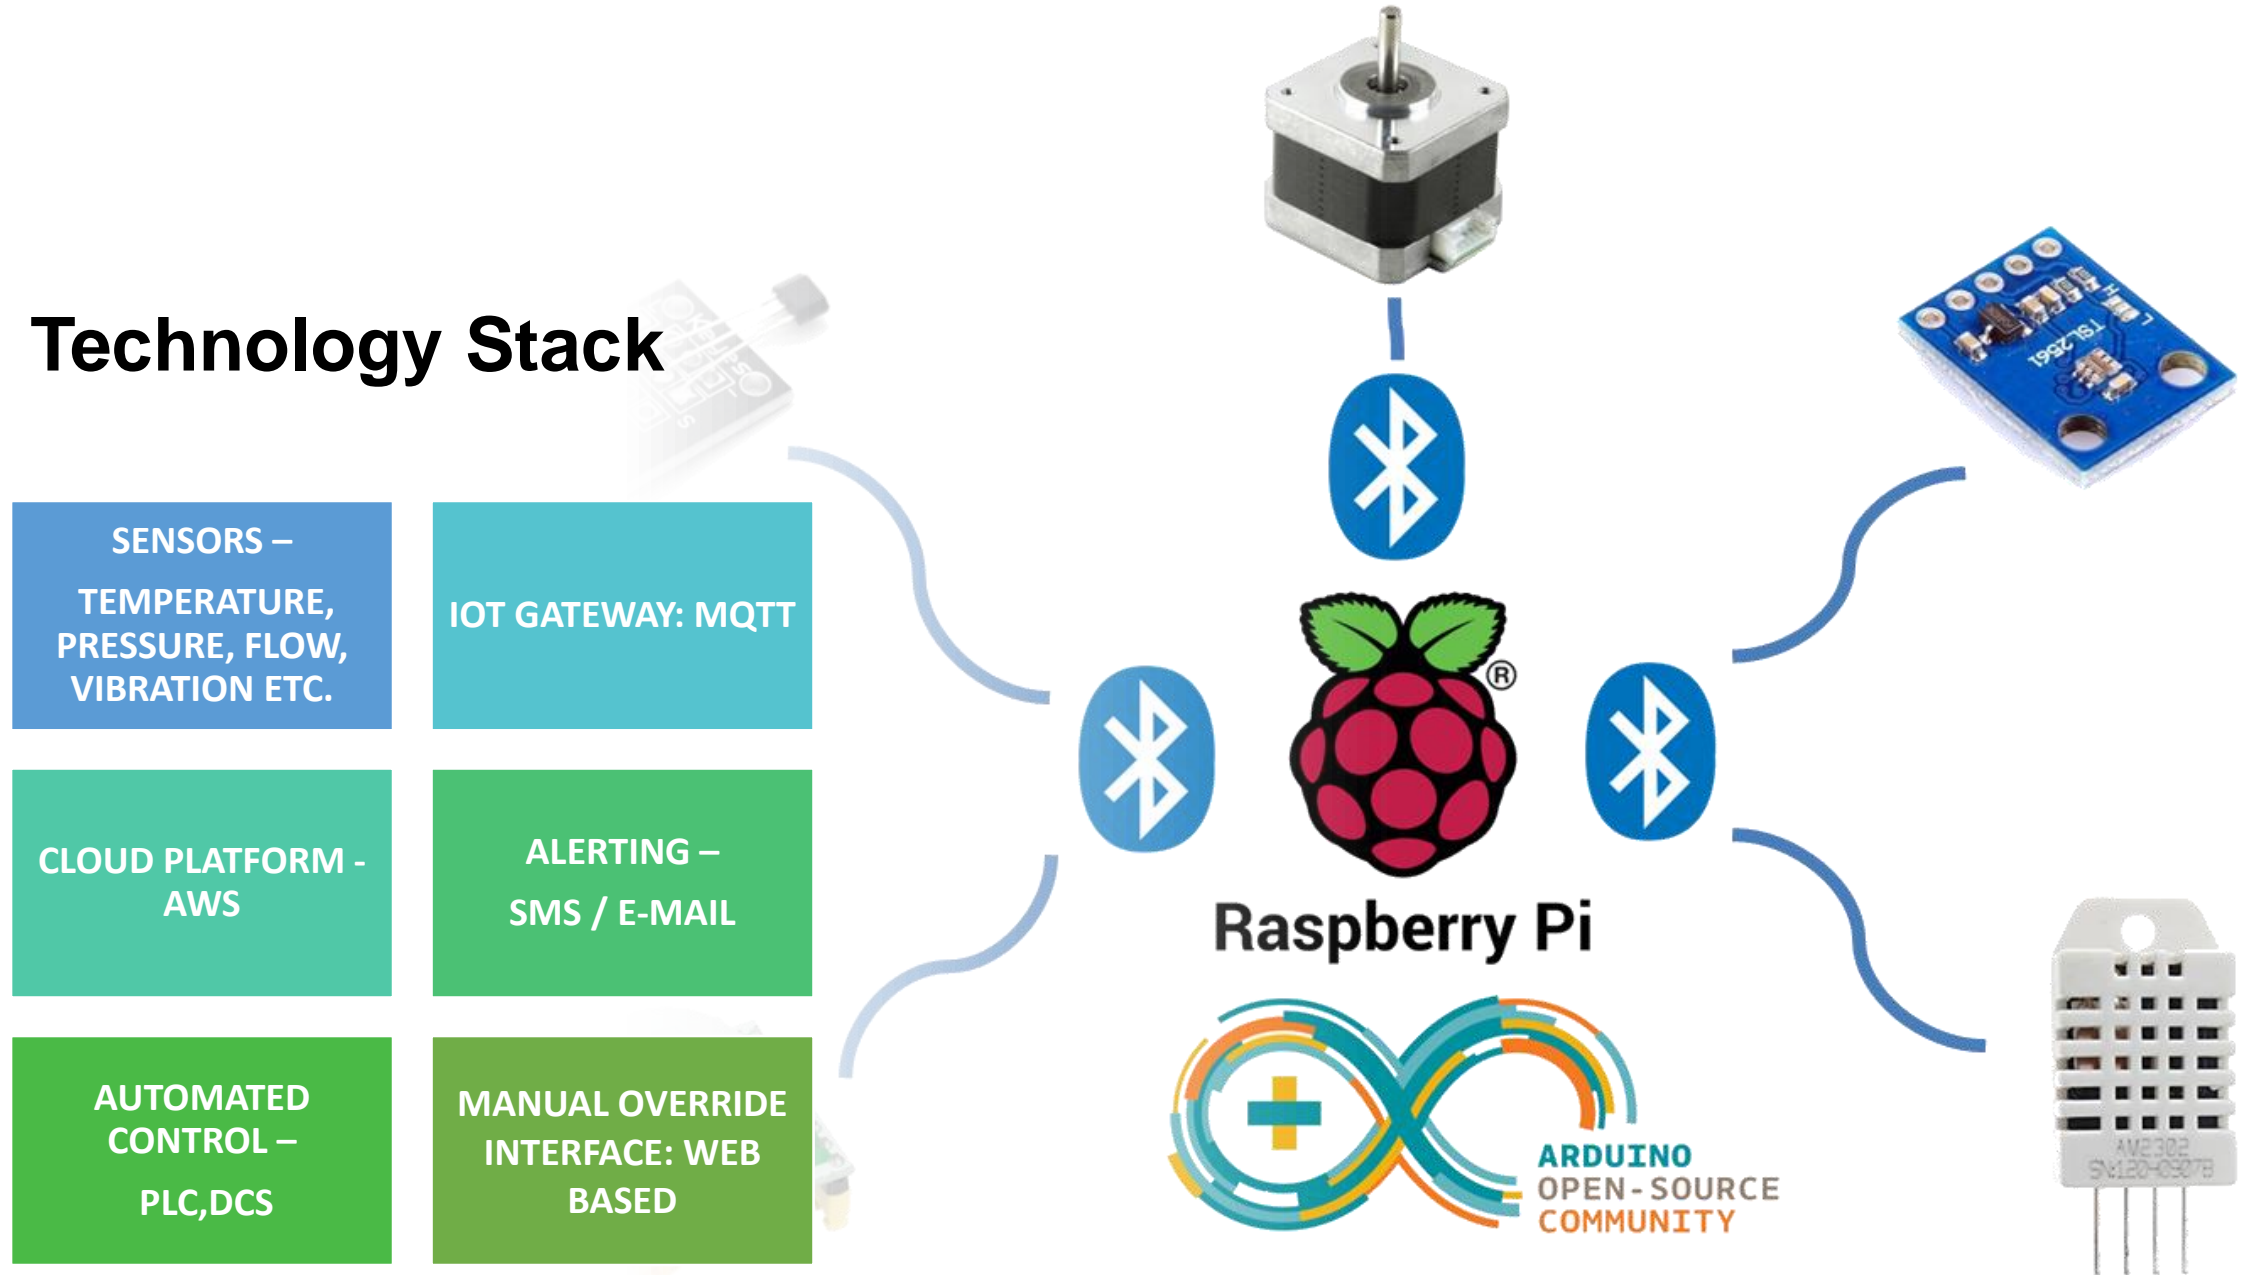 Technology Stack
SENSORS –
TEMPERATURE,
PRESSURE, FLOW,
VIBRATION ETC.
IOT GATEWAY: MQTT
CLOUD PLATFORM -
AWS
ALERTING –
SMS / E-MAIL
AUTOMATED
CONTROL –
PLC,DCS
MANUAL OVERRIDE
INTERFACE: WEB
BASED
®
Raspberry Pi
ARDUINO
OPEN-SOURCE
COMMUNITY
H
L
TSL2561
S
AM2302